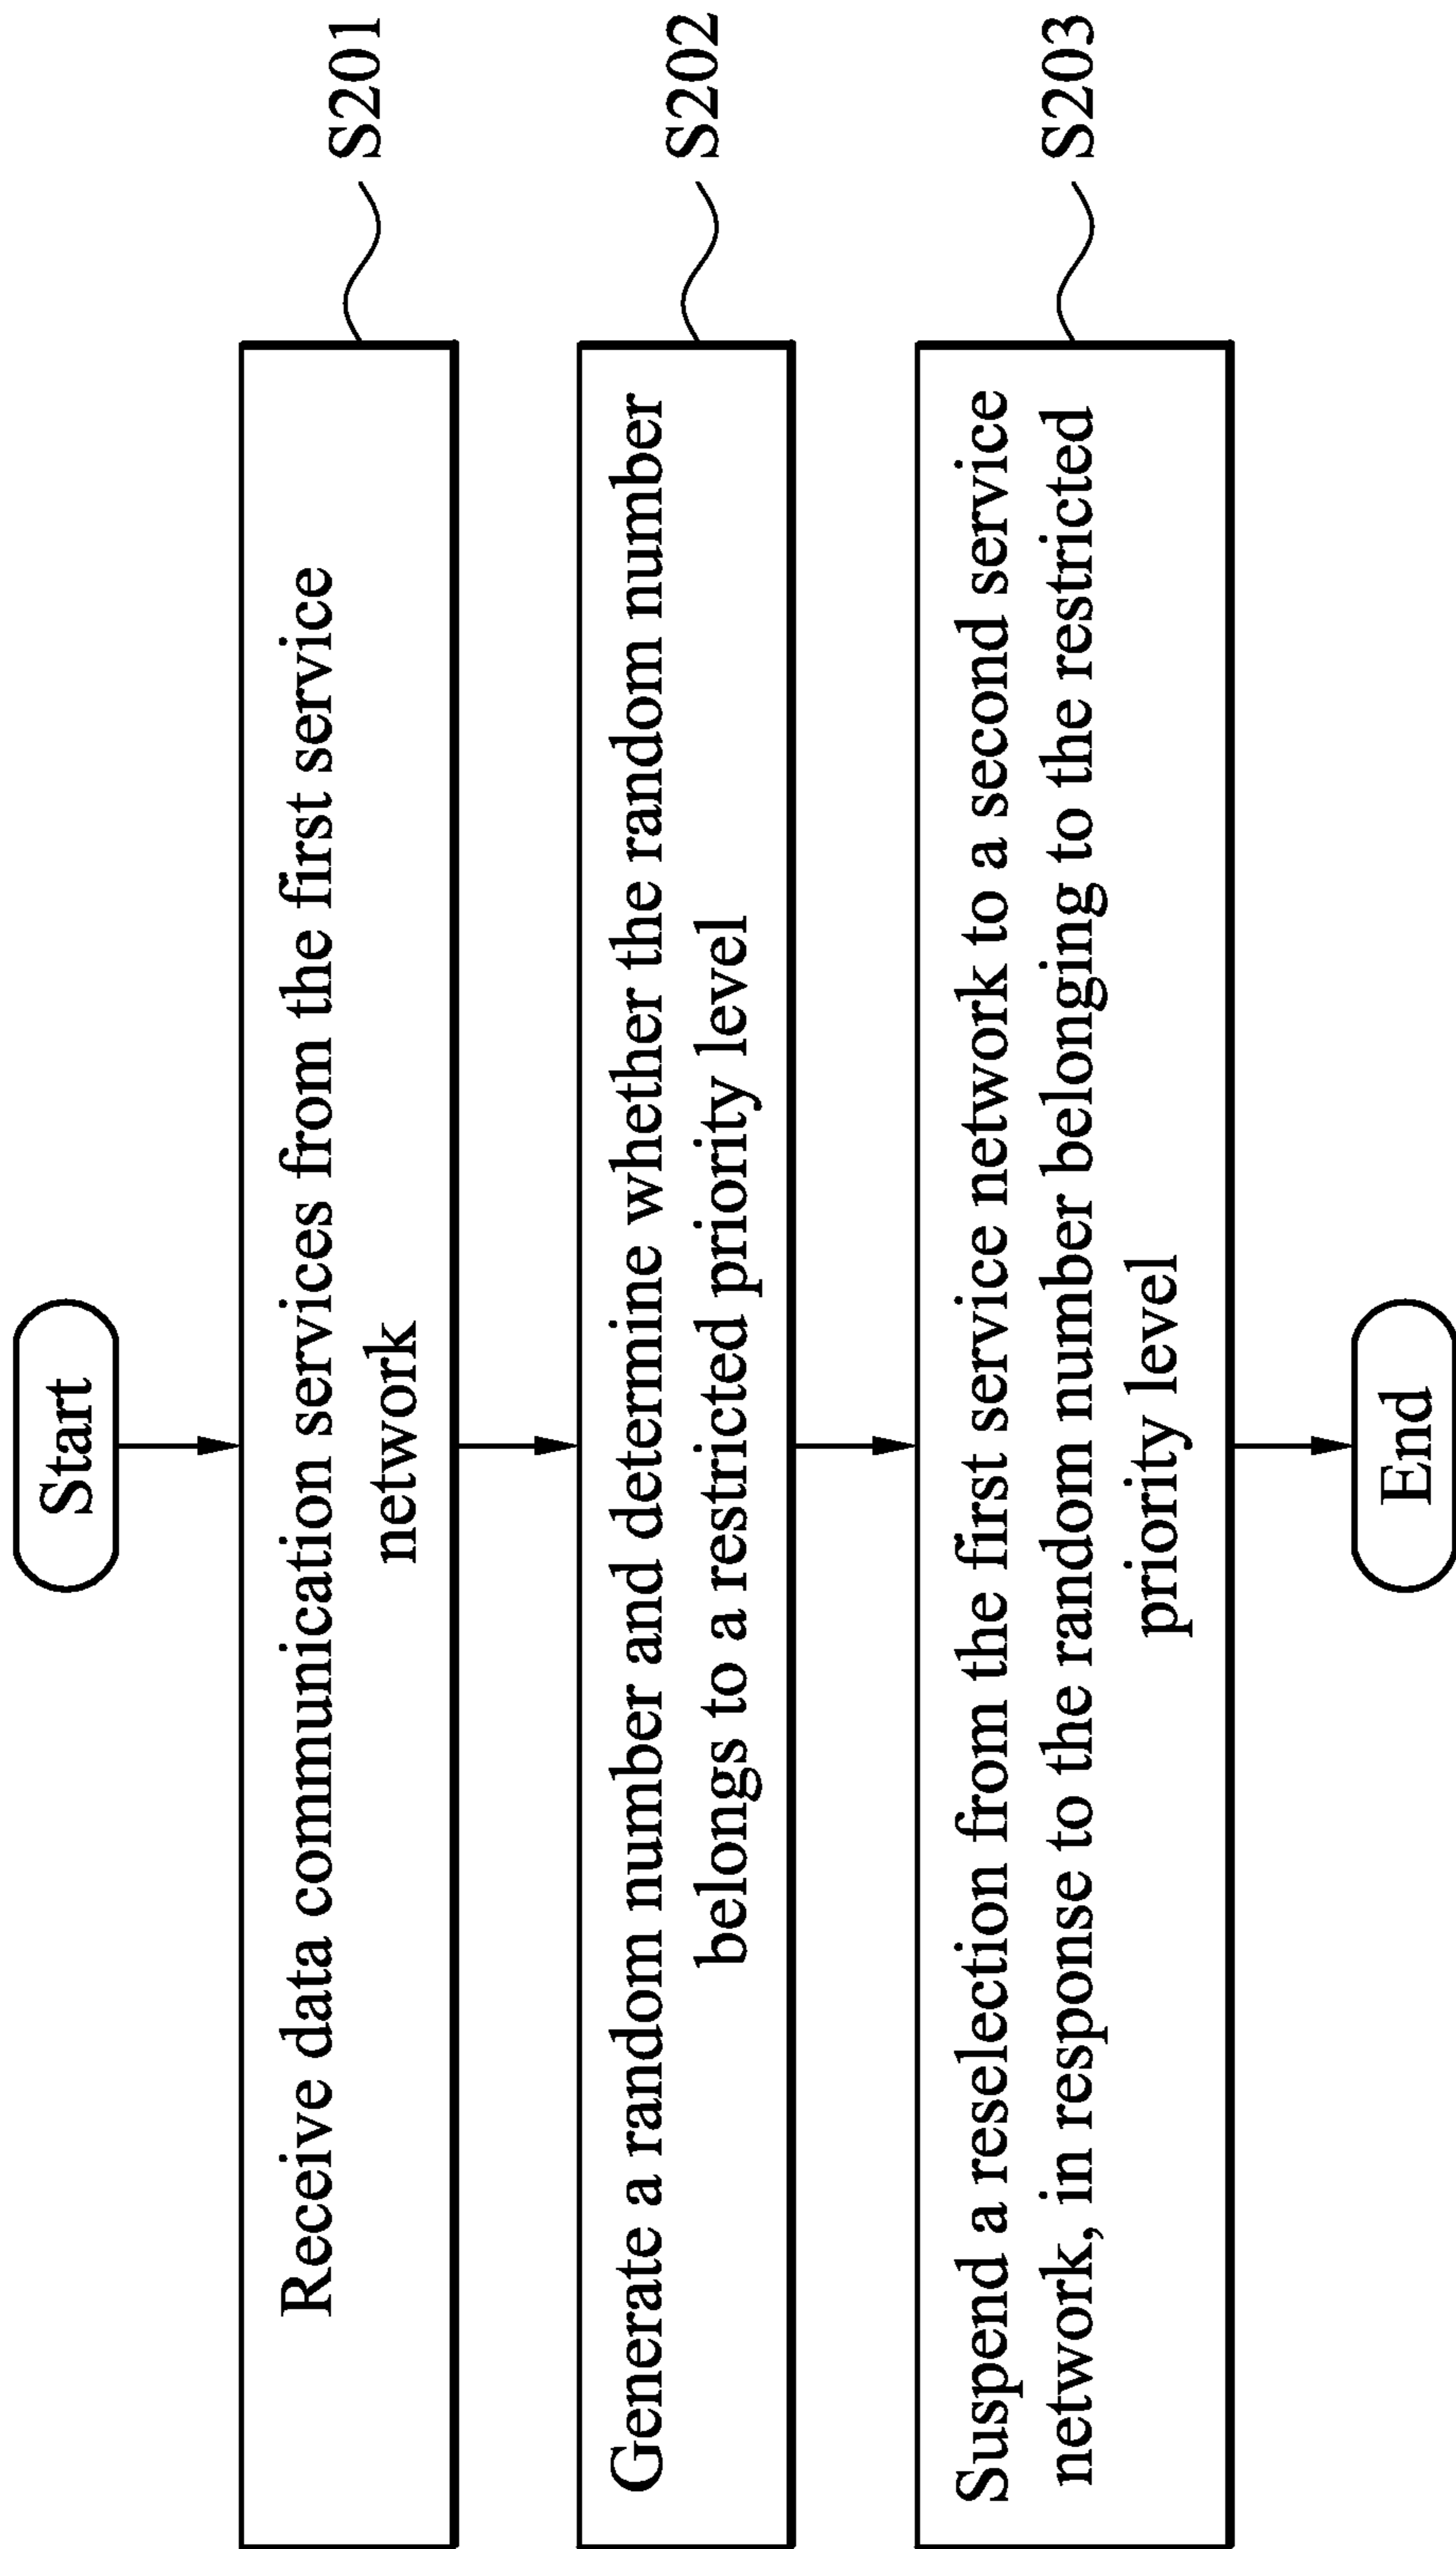 Start
Receive data communication services from the first service
network
S201
Generate a random number and determine whether the random number
belongs to a restricted priority level
S202
Suspend a reselection from the first service network to a second service
network, in response to the random number belonging to the restricted
priority level
S203
End